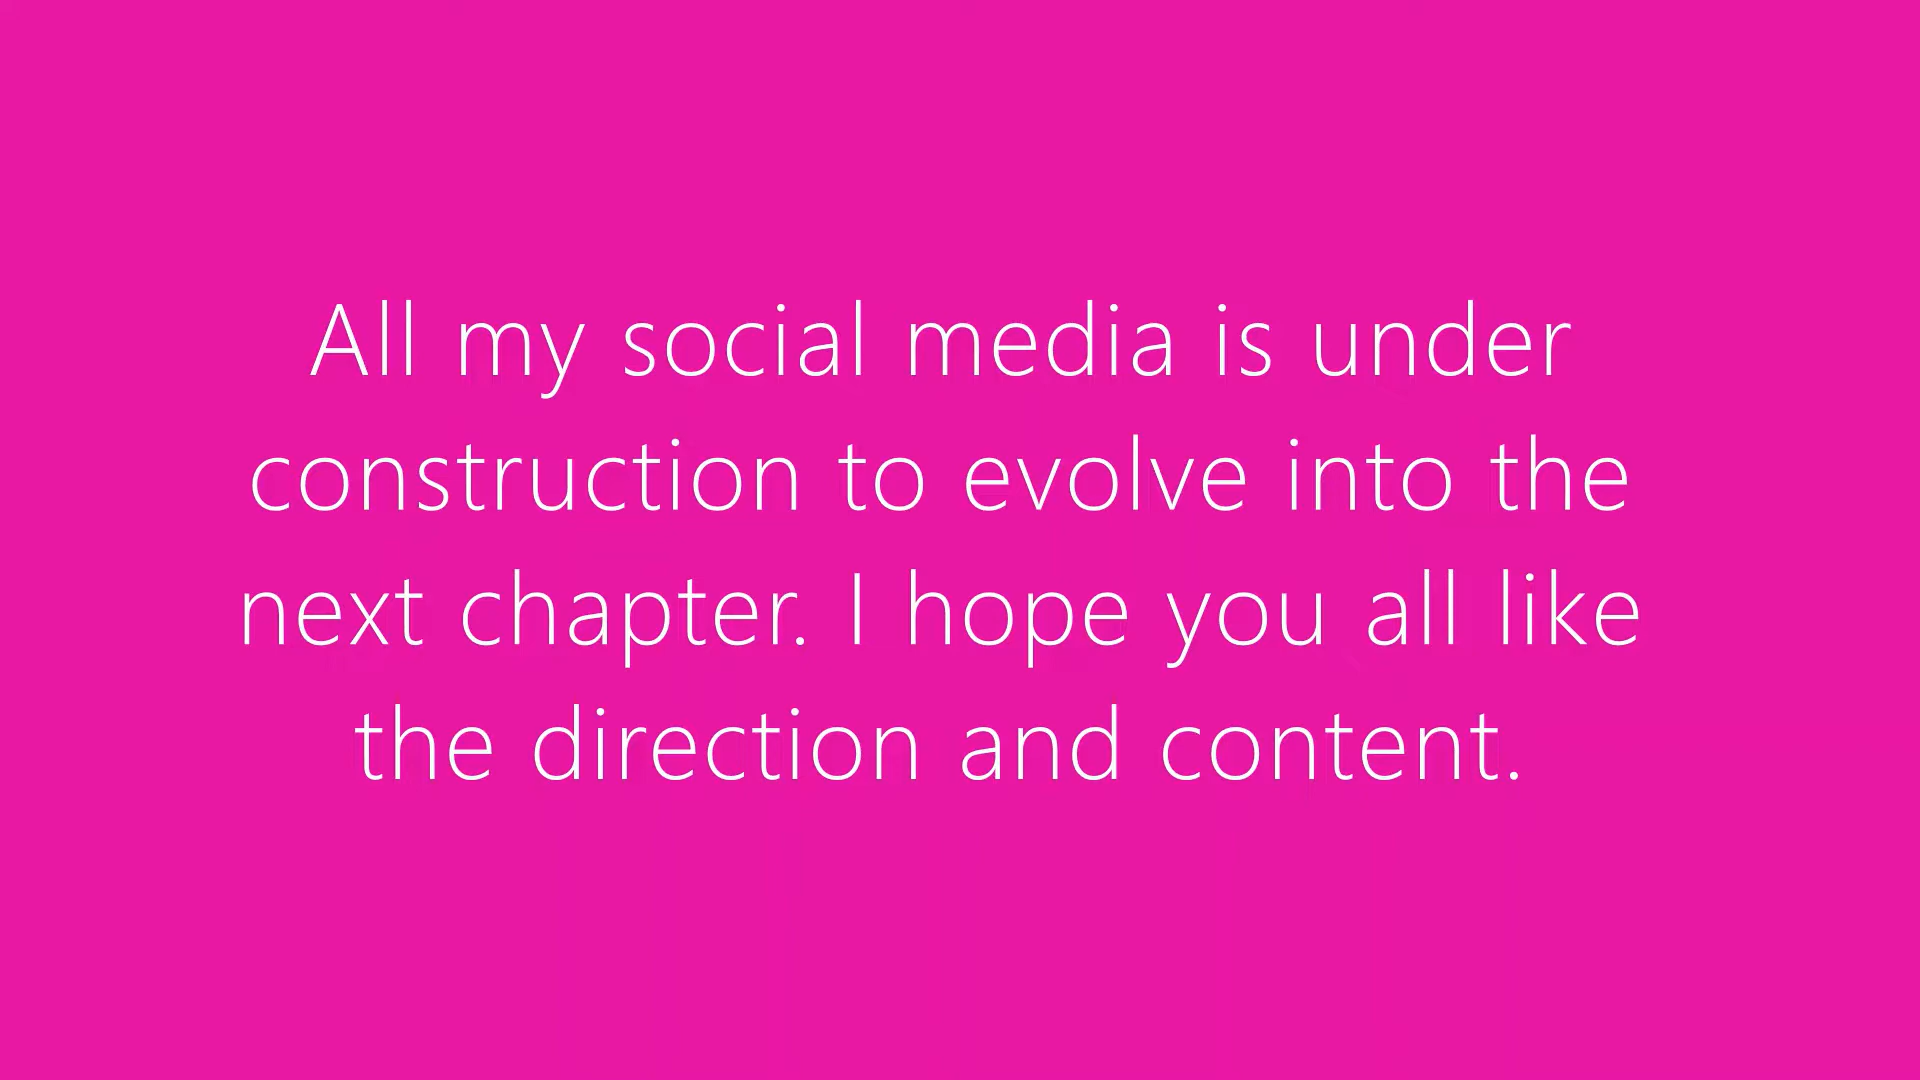 All my social media is under
construction to evolve into the
next chapter. I hope you all like
the direction and content.